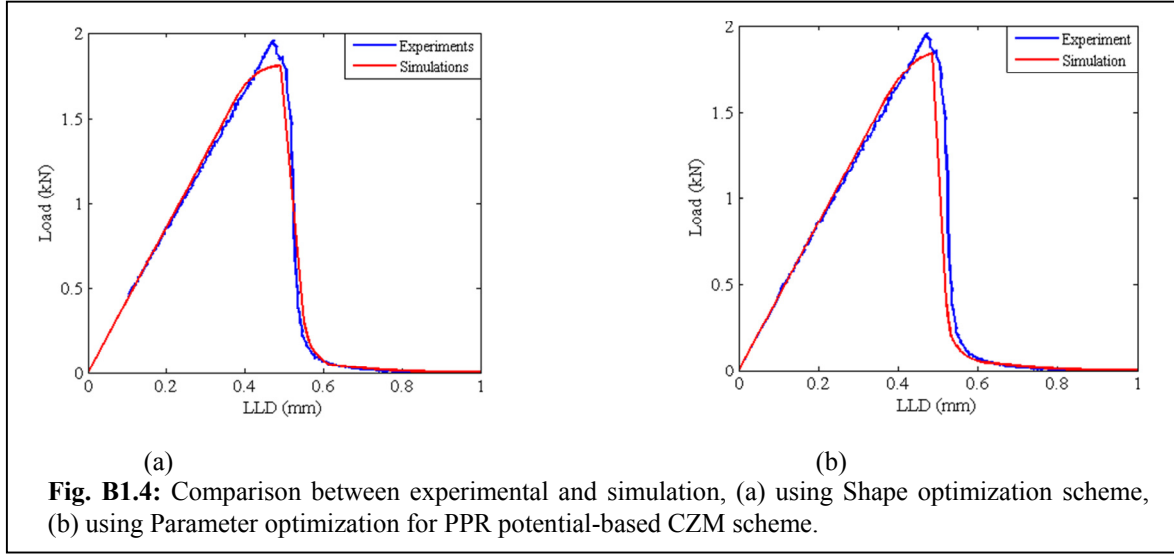 2
1.5
1
0.5
0
Load (kN)
Experiments
Simulations
0 0.2 0.4 0.6 0.8 1
LLD (mm)
2
1.5
1
0.5
0
Load (kN)
Experiment
Simulation
0 0.2 0.4 0.6 0.8 1
LLD (mm)
(a) (b)
Fig. B1.4: Comparison between experimental and simulation, (a) using Shape optimization scheme,
(b) using Parameter optimization for PPR potential-based CZM scheme.